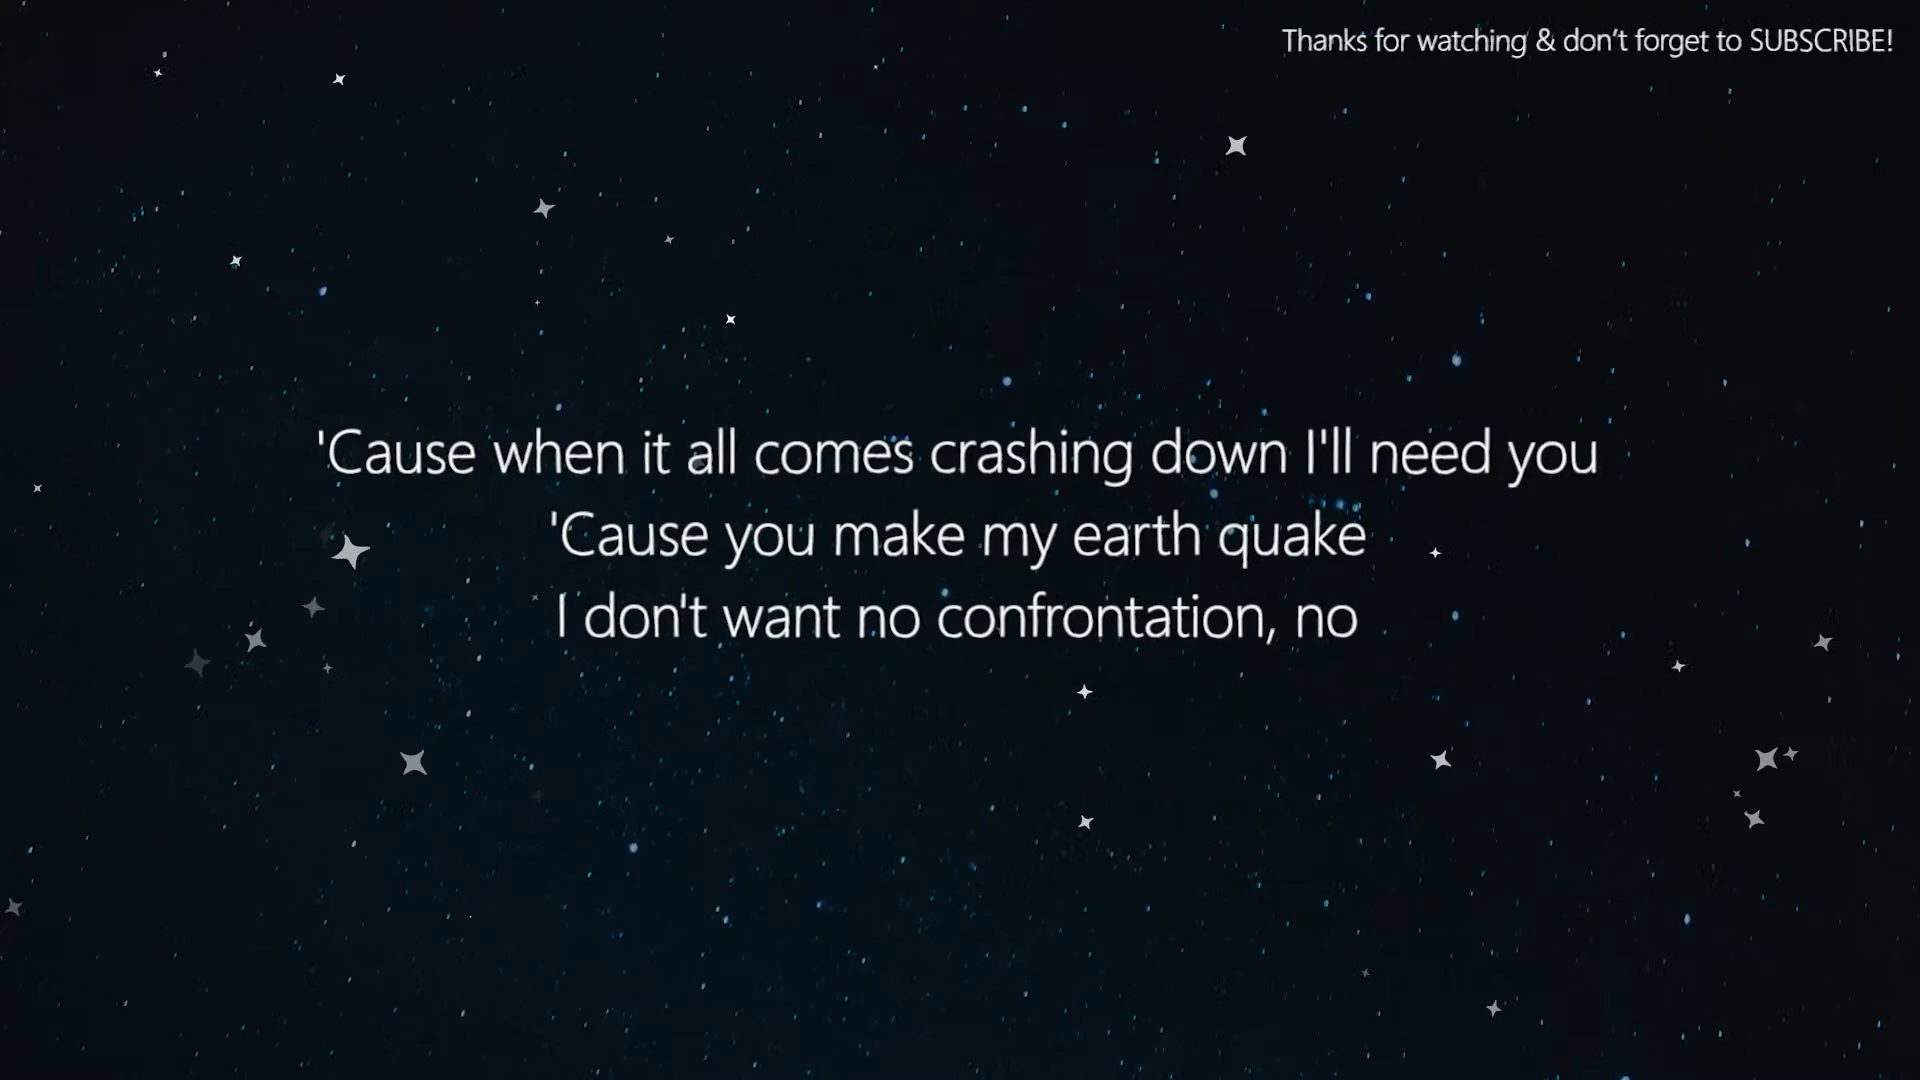 Thanks for watching & don't forget to SUBSCRIBE!
'Cause when it all comes crashing down I'll need you
'Cause you make my earth quake
I don't want no confrontation, no